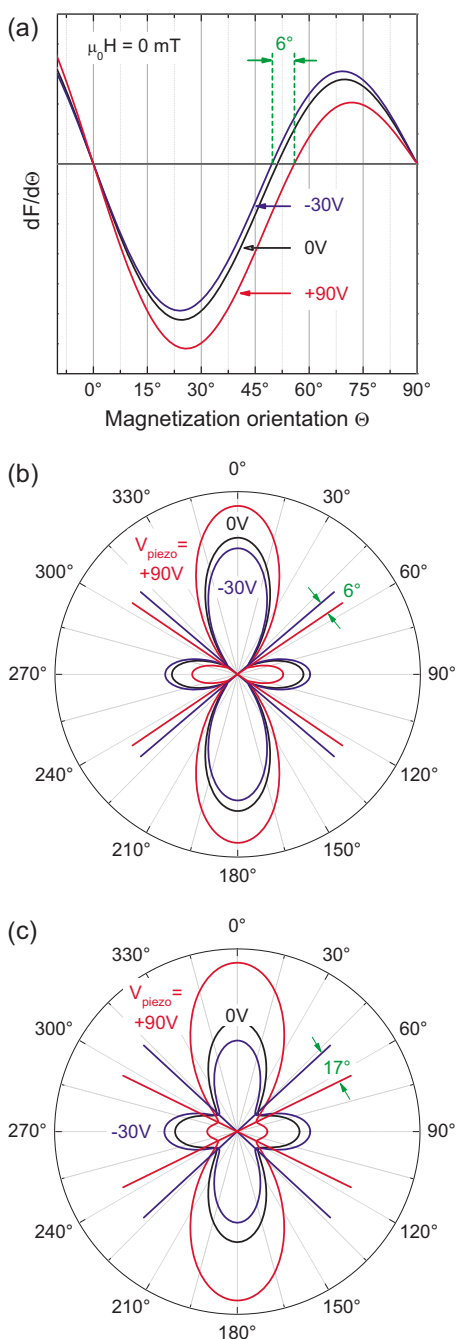 (a)
μ₀H = 0 mT
6°
-30V
0V
+90V
dF/dΘ
0° 15° 30° 45° 60° 75° 90°
Magnetization orientation Θ
(b)
0°
330° 30°
0V
V_piezo=
+90V
-30V
300° 60°
6°
270° 90°
240° 120°
210° 150°
180°
(c)
0°
330° 30°
V_piezo=
+90V
0V
300° 60°
17°
270° -30V 90°
240° 120°
210° 150°
180°